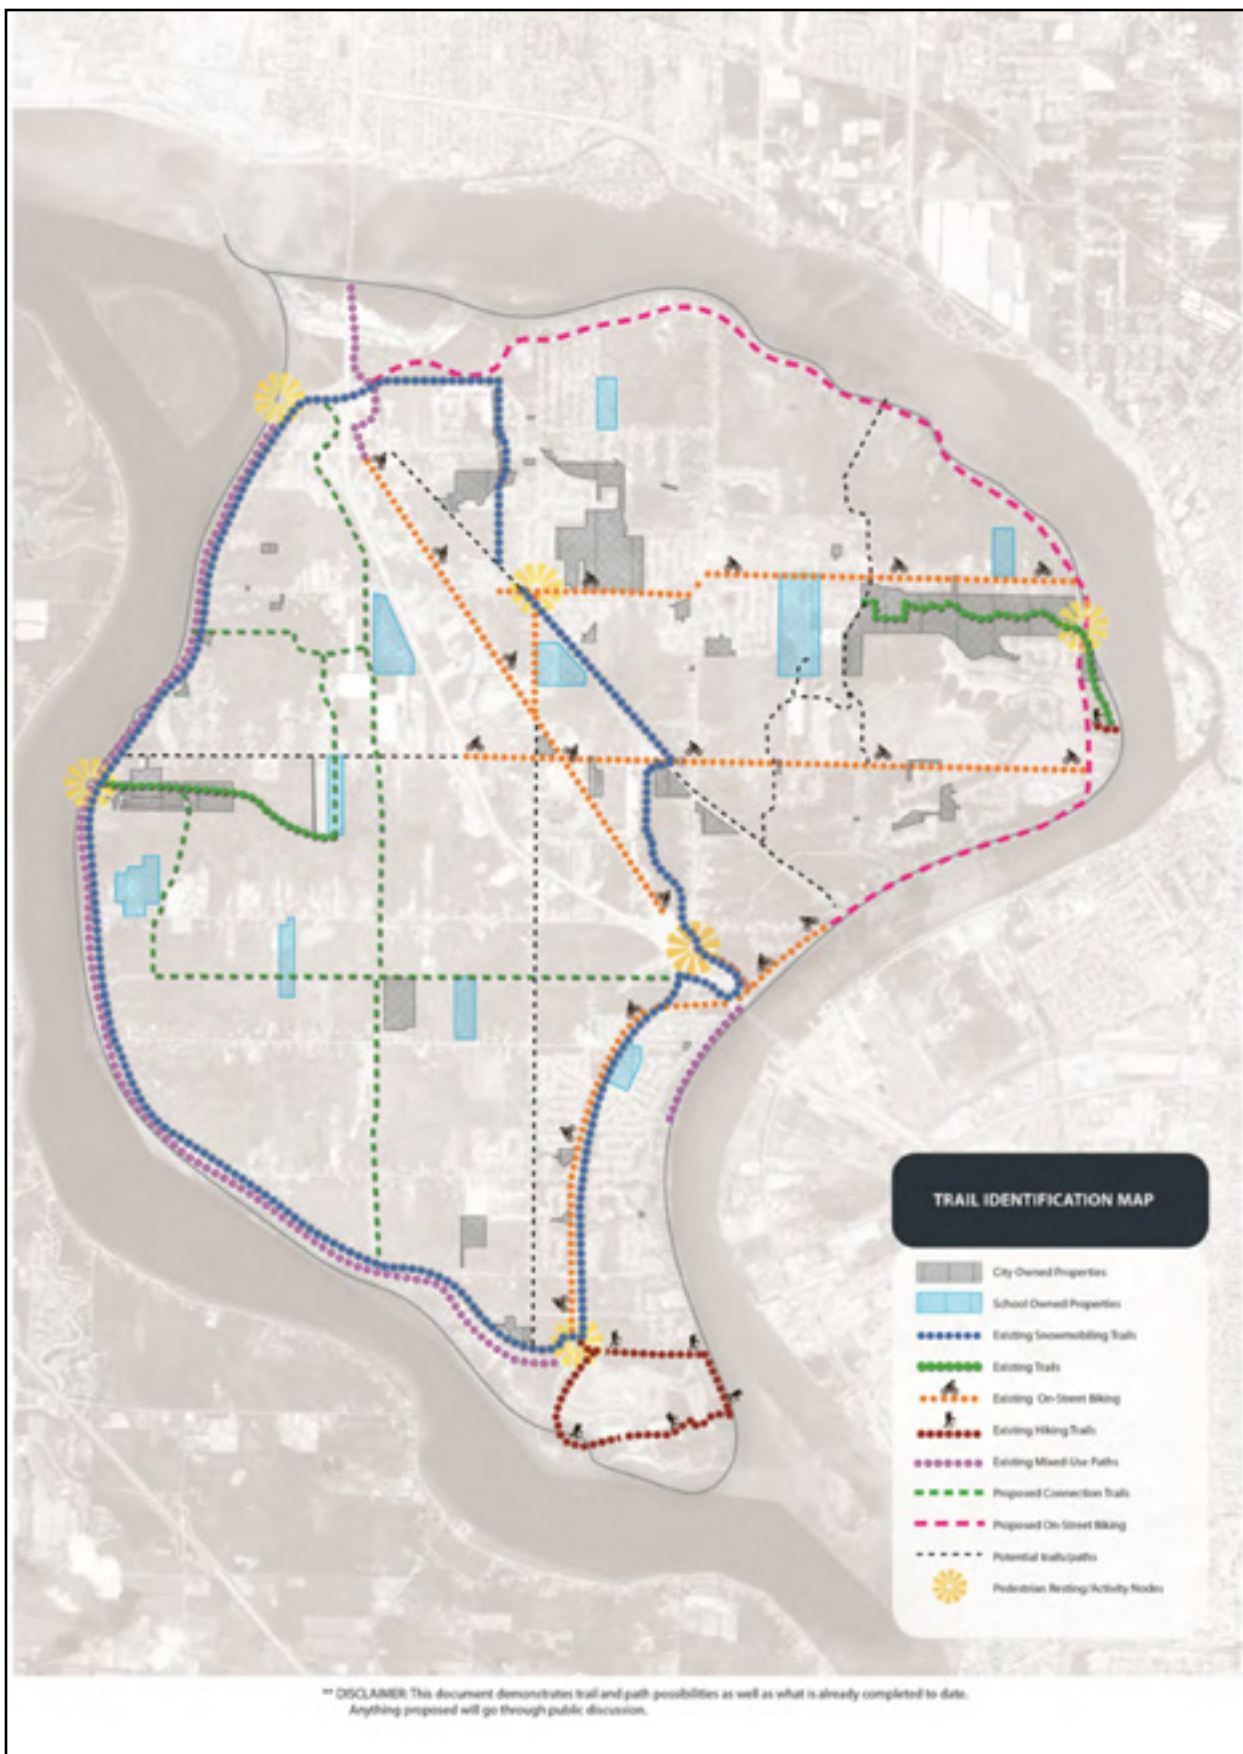 TRAIL IDENTIFICATION MAP
City Owned Properties
School Owned Properties
Existing Snowmobiling Trails
Existing Trails
Existing On-Street Biking
Existing Hiking Trails
Existing Mixed-Use Paths
Proposed Connection Trails
Proposed On-Street Biking
Potential trails/paths
Pedestrian Resting/Activity Nodes
** DISCLAIMER: This document demonstrates trail and path possibilities as well as what is already completed to date.
Anything proposed will go through public discussion.